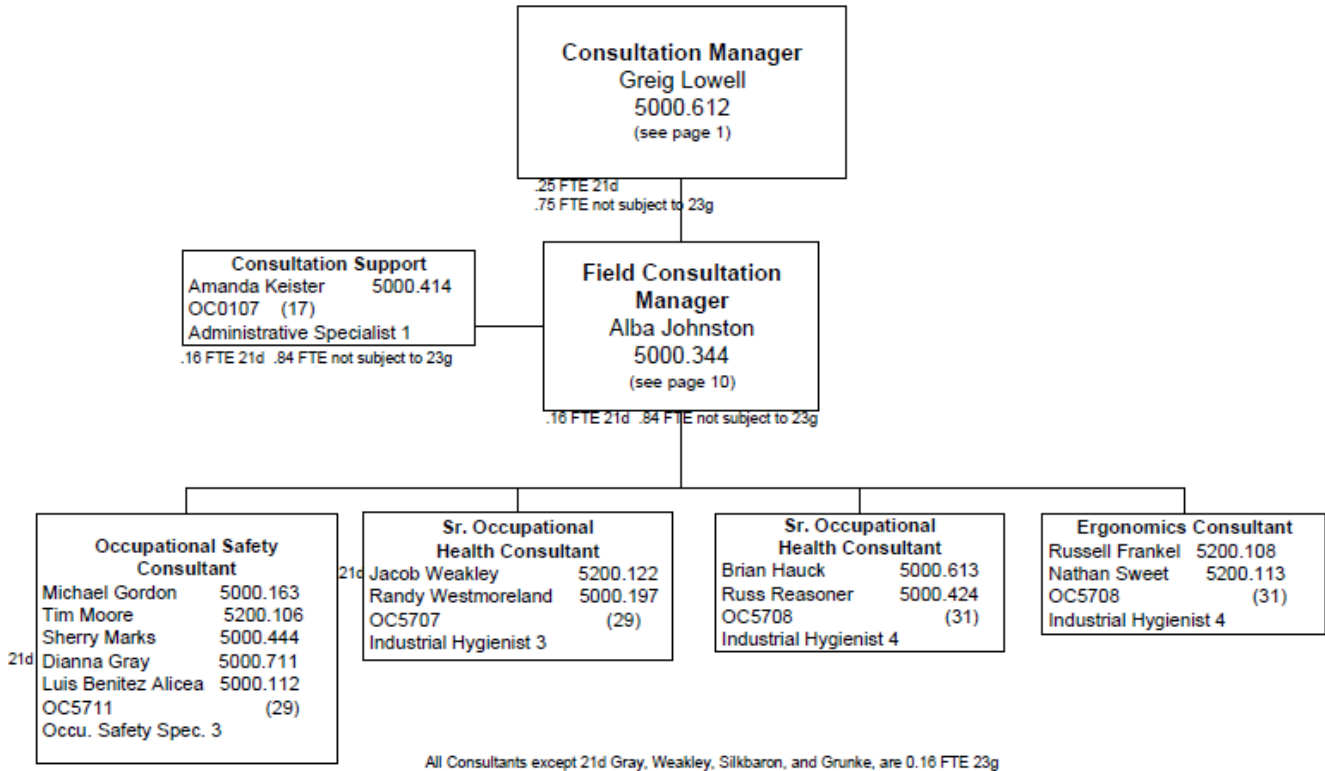 Consultation Manager
Greig Lowell
5000.612
(see page 1)
.25 FTE 21d
.75 FTE not subject to 23g
Consultation Support
Amanda Keister 5000.414
OC0107 (17)
Administrative Specialist 1
.16 FTE 21d .84 FTE not subject to 23g
Field Consultation
Manager
Alba Johnston
5000.344
(see page 10)
.16 FTE 21d .84 FTE not subject to 23g
Occupational Safety
Consultant
Michael Gordon 5000.163
Tim Moore 5200.106
Sherry Marks 5000.444
21d Dianna Gray 5000.711
Luis Benitez Alicea 5000.112
OC5711 (29)
Occu. Safety Spec. 3
Sr. Occupational
Health Consultant
21d Jacob Weakley 5200.122
Randy Westmoreland 5000.197
OC5707 (29)
Industrial Hygienist 3
Sr. Occupational
Health Consultant
Brian Hauck 5000.613
Russ Reasoner 5000.424
OC5708 (31)
Industrial Hygienist 4
Ergonomics Consultant
Russell Frankel 5200.108
Nathan Sweet 5200.113
OC5708 (31)
Industrial Hygienist 4
All Consultants except 21d Gray, Weakley, Silkbaron, and Grunke, are 0.16 FTE 23g